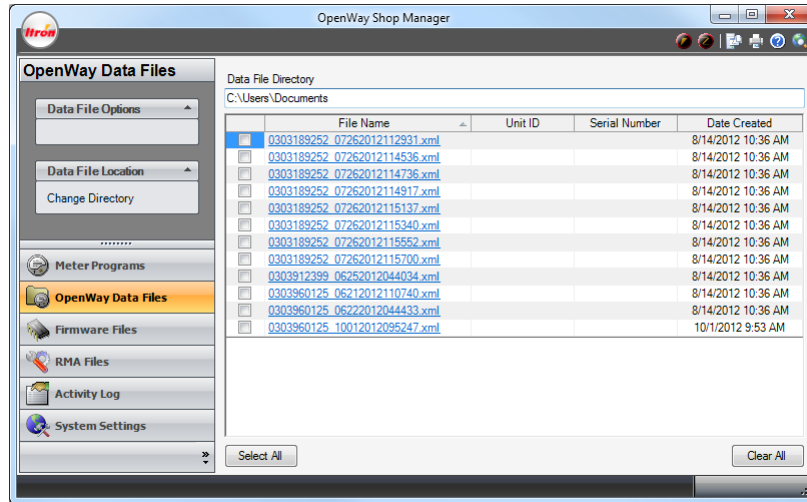 OpenWay Shop Manager
Itron
OpenWay Data Files
Data File Options
Data File Location
Change Directory
Meter Programs
OpenWay Data Files
Firmware Files
RMA Files
Activity Log
System Settings
Data File Directory
C:\Users\Documents
File Name Unit ID Serial Number Date Created
0303189252_07262012112931.xml 8/14/2012 10:36 AM
0303189252_07262012114536.xml 8/14/2012 10:36 AM
0303189252_07262012114736.xml 8/14/2012 10:36 AM
0303189252_07262012114917.xml 8/14/2012 10:36 AM
0303189252_07262012115137.xml 8/14/2012 10:36 AM
0303189252_07262012115340.xml 8/14/2012 10:36 AM
0303189252_07262012115552.xml 8/14/2012 10:36 AM
0303189252_07262012115700.xml 8/14/2012 10:36 AM
0303912399_06252012044034.xml 8/14/2012 10:36 AM
0303960125_06212012110740.xml 8/14/2012 10:36 AM
0303960125_06222012044433.xml 8/14/2012 10:36 AM
0303960125_10012012095247.xml 10/1/2012 9:53 AM
Select All Clear All